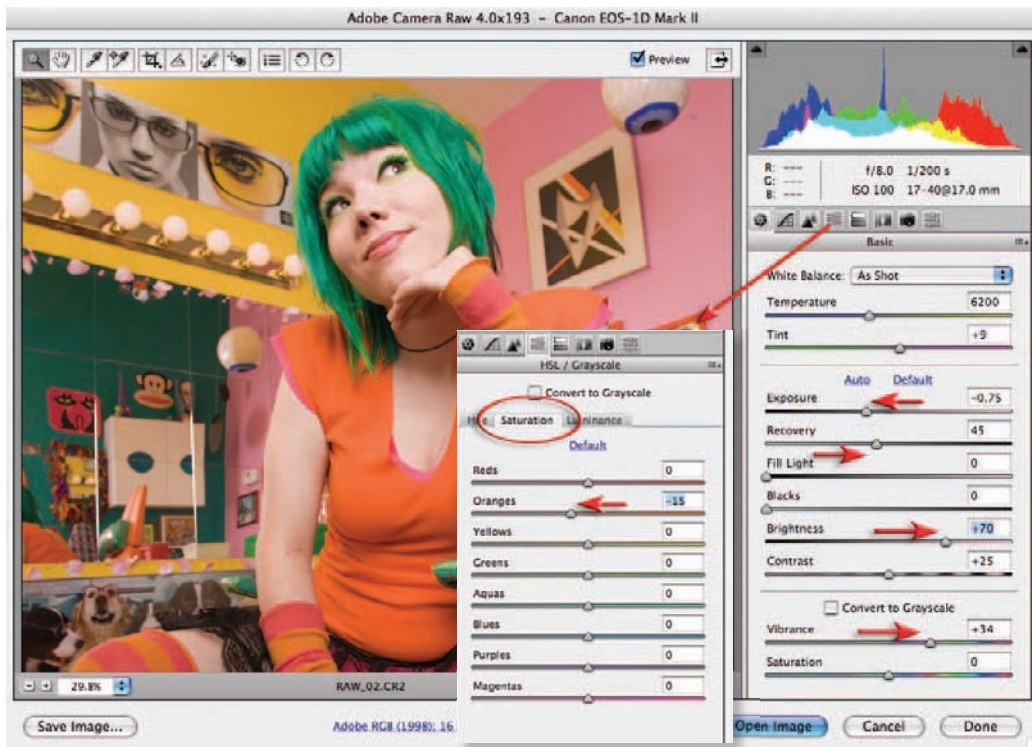 Adobe Camera Raw 4.0x193 – Canon EOS-1D Mark II
Preview
R: ---
G: ---
B: ---
f/8.0 1/200 s
ISO 100 17-40@17.0 mm
Basic
White Balance: As Shot
Temperature 6200
Tint +9
Auto Default
Exposure -0.75
Recovery 45
Fill Light 0
Blacks 0
Brightness +70
Contrast +25
Convert to Grayscale
Vibrance +34
Saturation 0
HSL / Grayscale
Convert to Grayscale
Hue Saturation Luminance
Default
Reds 0
Oranges -15
Yellows 0
Greens 0
Aquas 0
Blues 0
Purples 0
Magentas 0
29.8% RAW_02.CR2
Save Image... Adobe RGB (1998); 16 Open Image Cancel Done